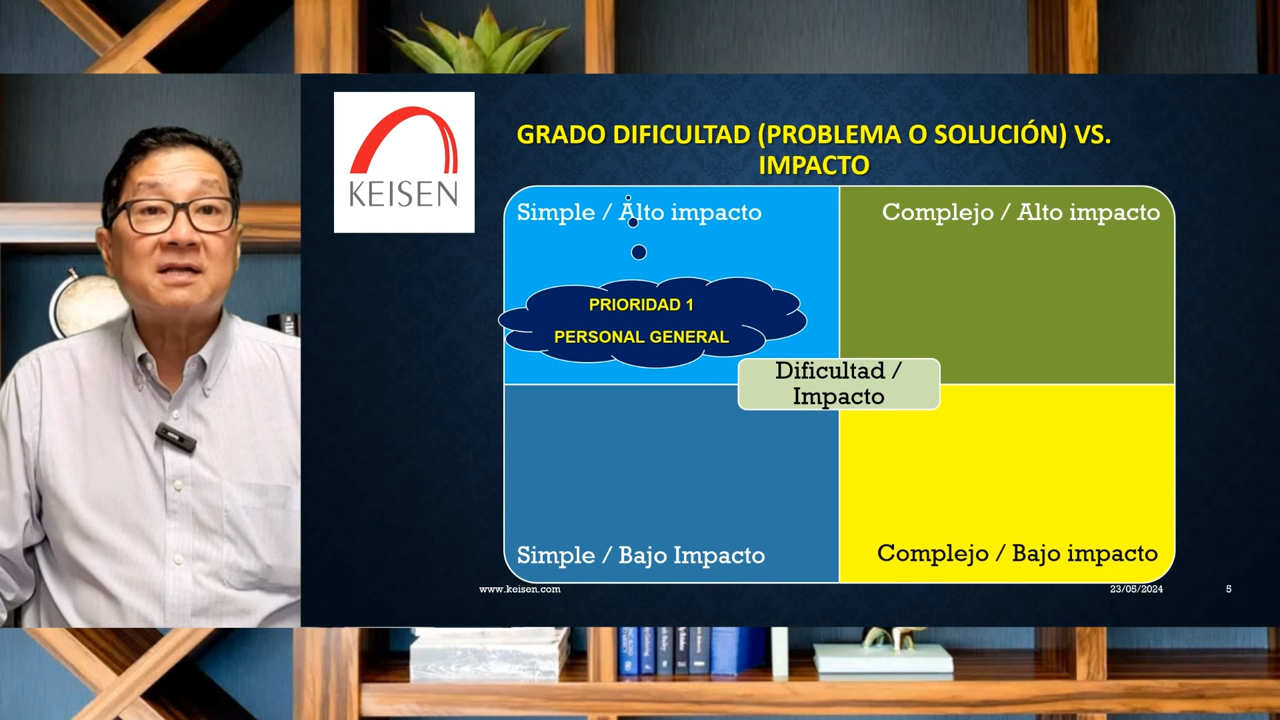 KEISEN
GRADO DIFICULTAD (PROBLEMA O SOLUCIÓN) VS.
IMPACTO
Simple / Alto impacto
Complejo / Alto impacto
PRIORIDAD 1
PERSONAL GENERAL
Dificultad /
Impacto
Simple / Bajo Impacto
Complejo / Bajo impacto
www.keisen.com
23/05/2024
5